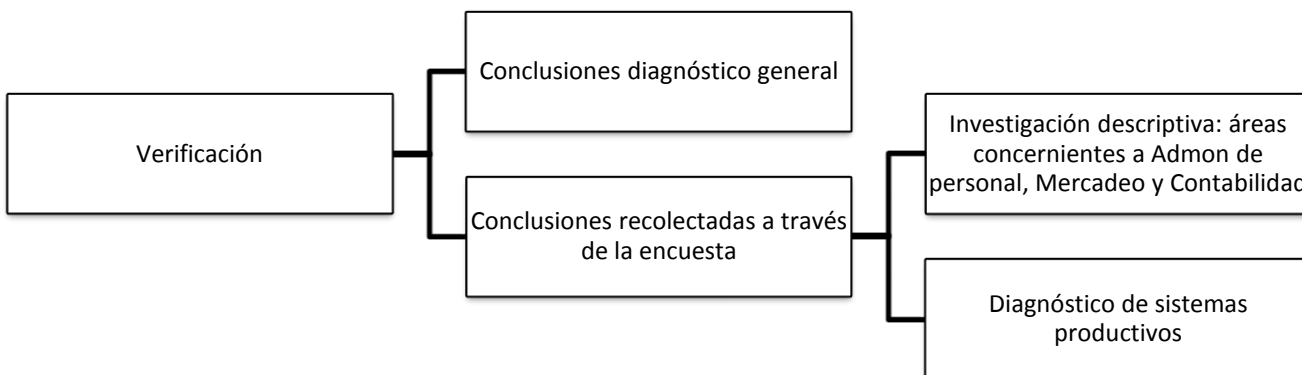 Verificación
Conclusiones diagnóstico general
Conclusiones recolectadas a través
de la encuesta
Investigación descriptiva: áreas
concernientes a Admon de
personal, Mercadeo y Contabilidad
Diagnóstico de sistemas
productivos